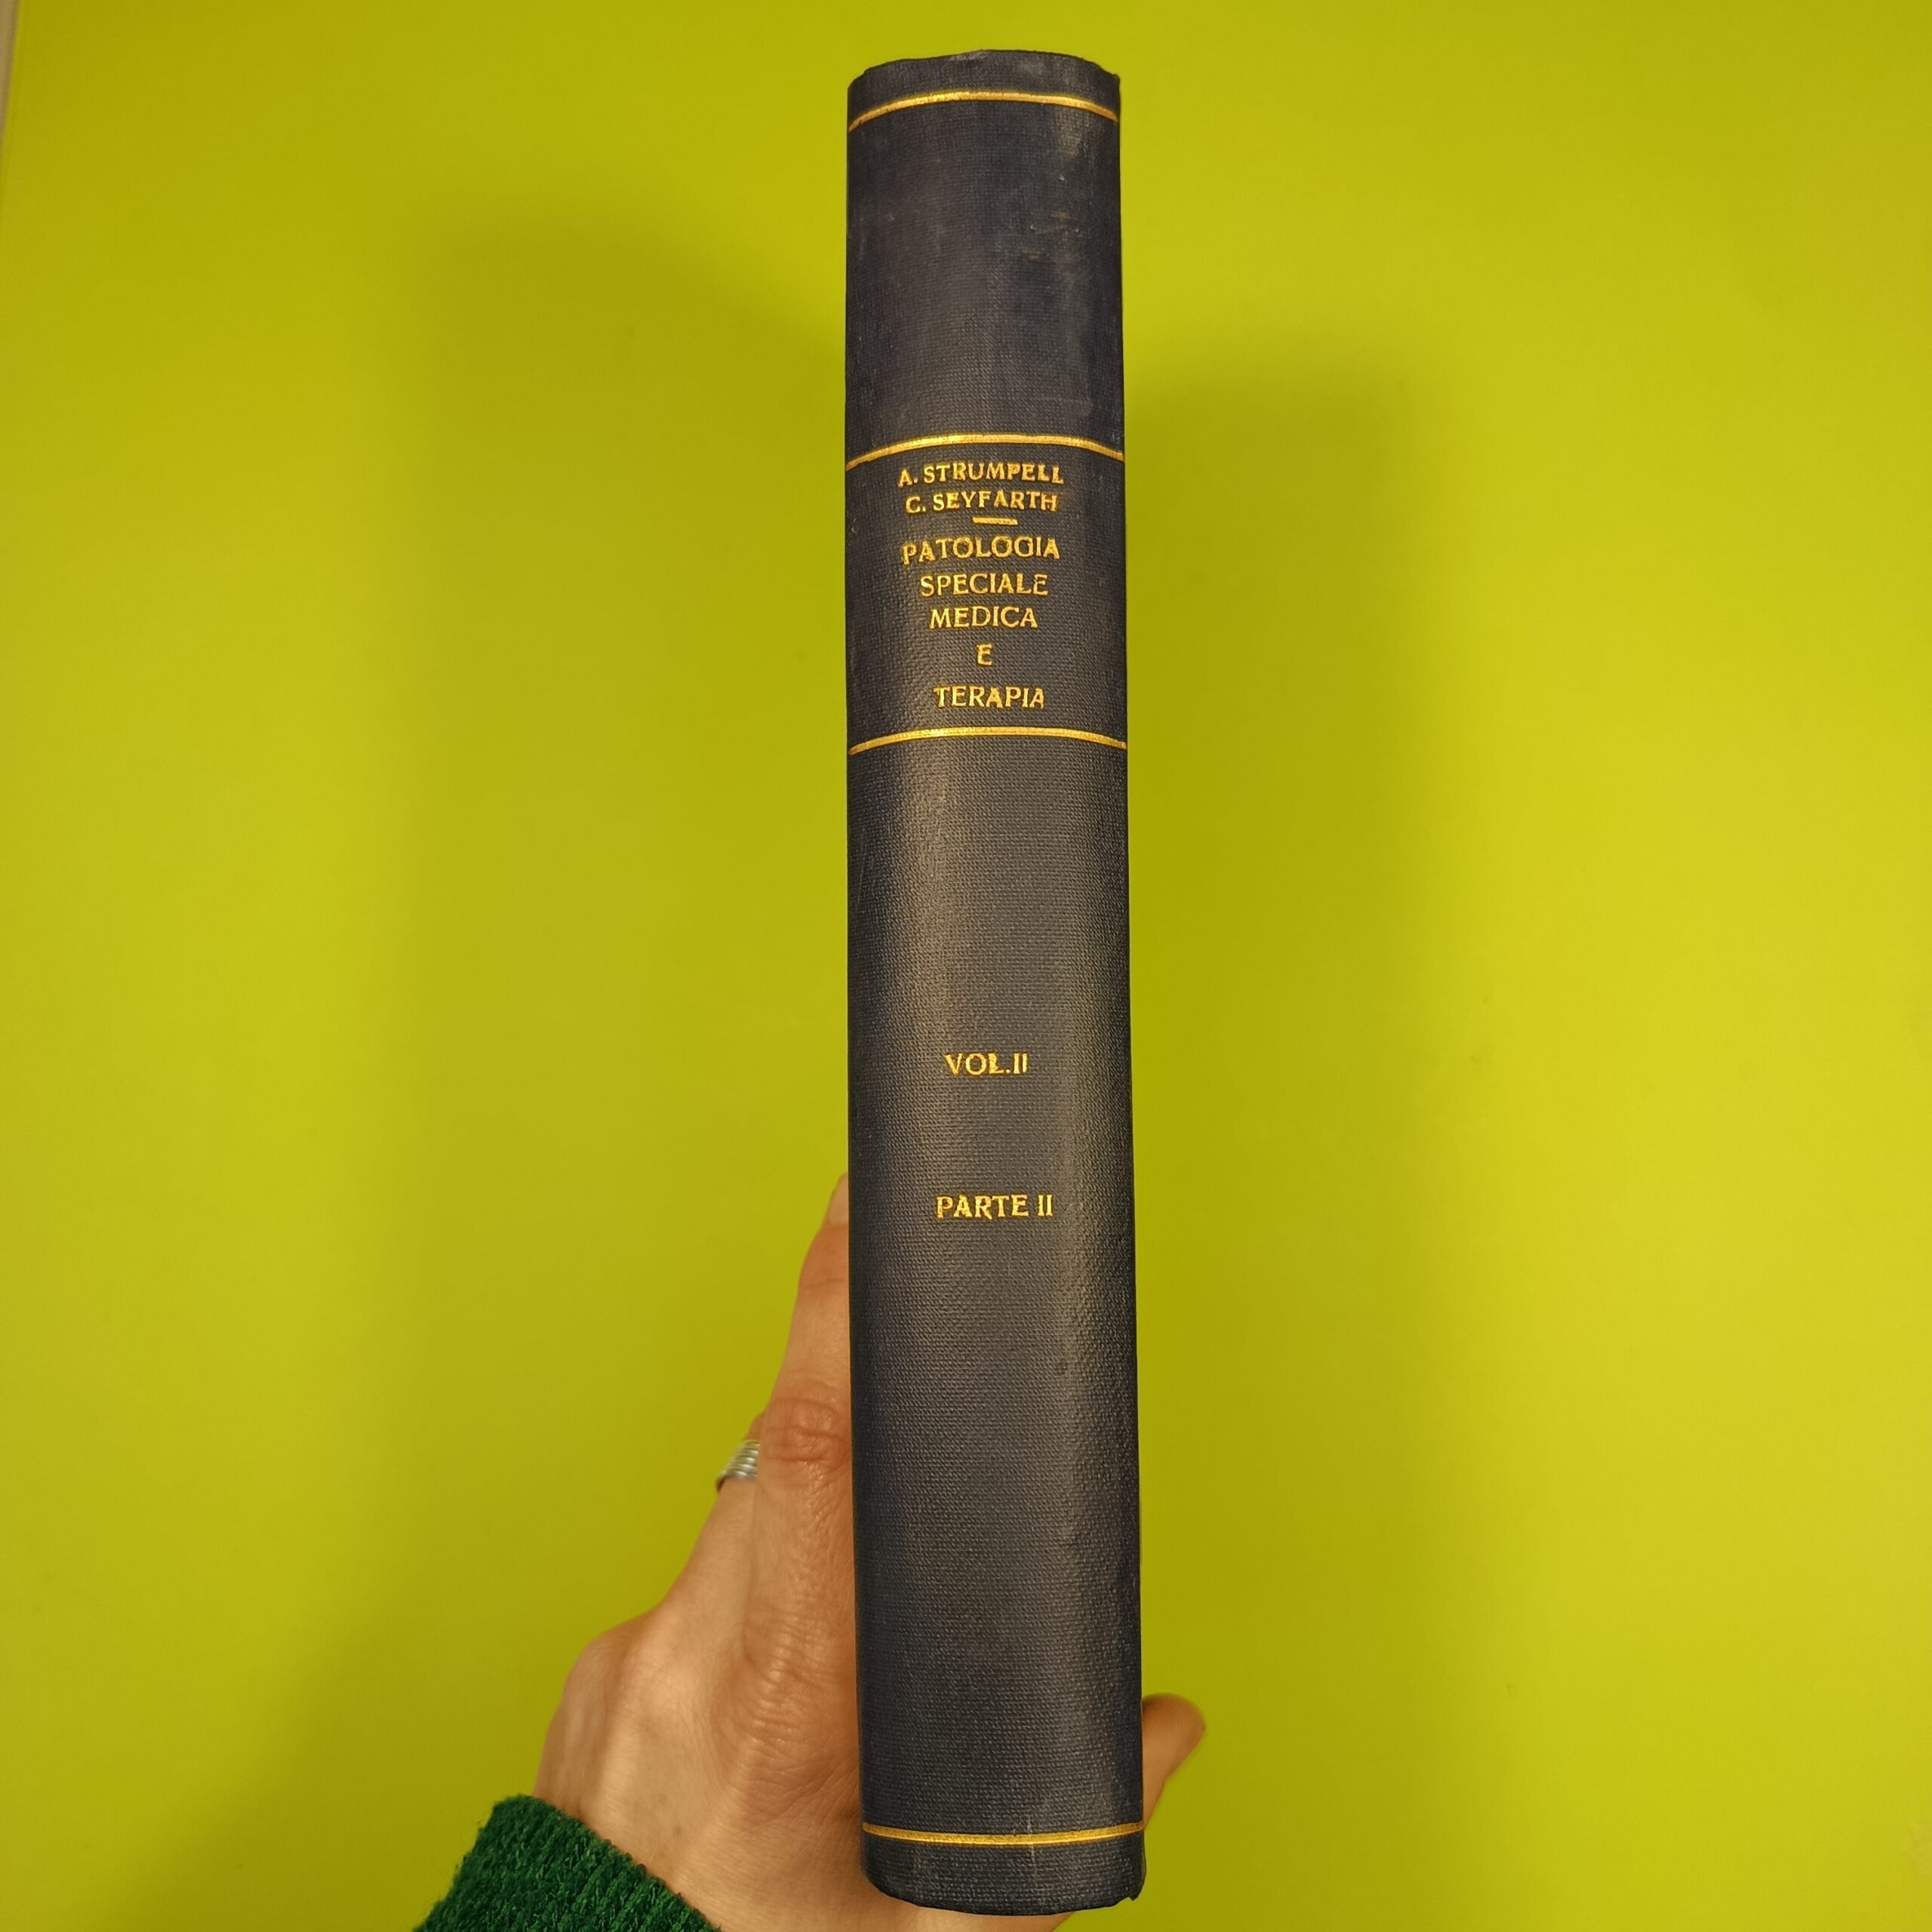 A. STRUMPELL
C. SEYFARTH
PATOLOGIA
SPECIALE
MEDICA
E
TERAPIA
VOL.II
PARTE II